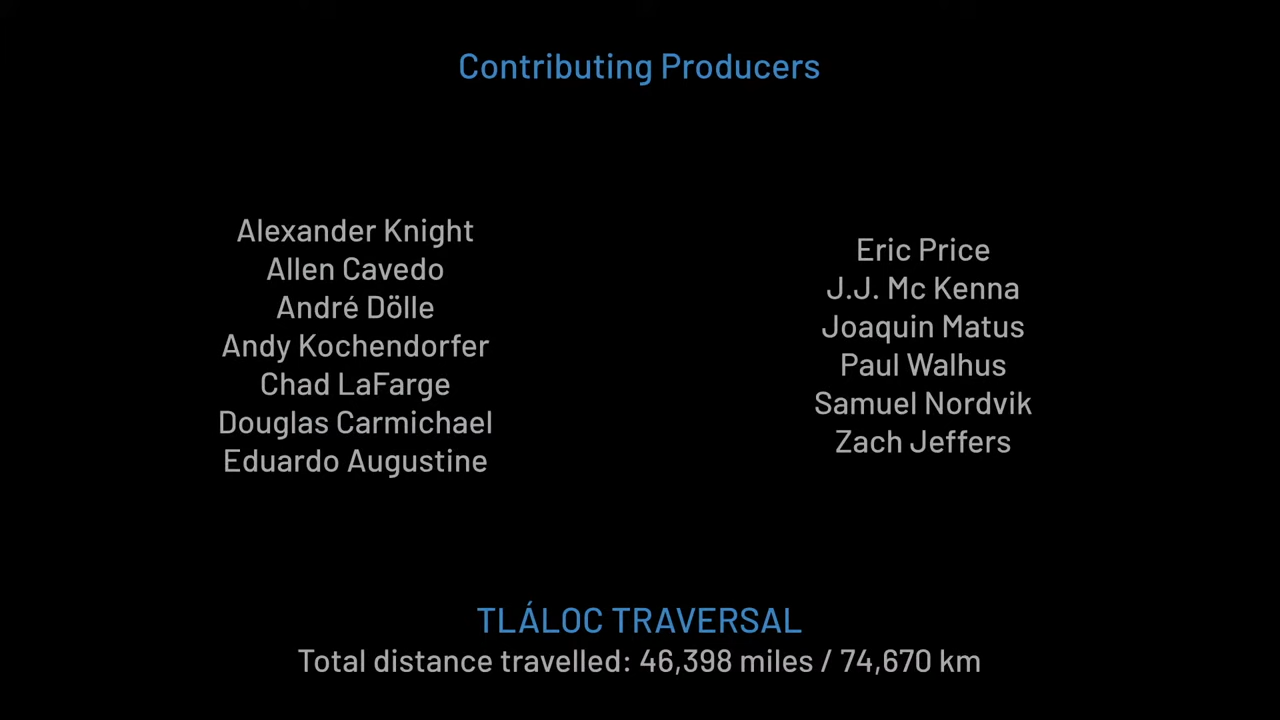 Contributing Producers
Alexander Knight
Allen Cavedo
André Dölle
Andy Kochendorfer
Chad LaFarge
Douglas Carmichael
Eduardo Augustine
Eric Price
J.J. Mc Kenna
Joaquin Matus
Paul Walhus
Samuel Nordvik
Zach Jeffers
TLÁLOC TRAVERSAL
Total distance travelled: 46,398 miles / 74,670 km